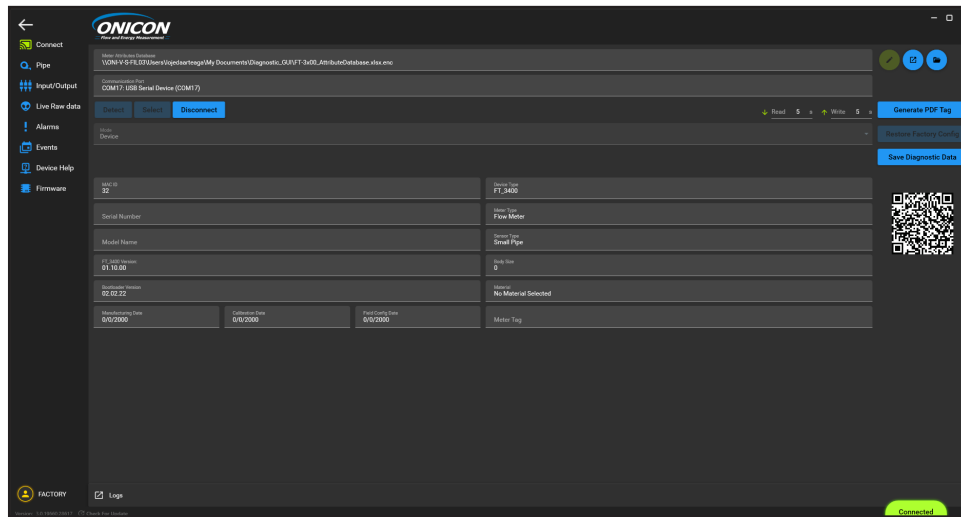 ONICON
Flow and Energy Measurement
Connect
Pipe
Input/Output
Live Raw data
Alarms
Events
Device Help
Firmware
Meter Attributes Database
\\ONI-V-S-FIL03\Users\lojedaarteaga\My Documents\Diagnostic_GUI\FT-3x00_AttributeDatabase.xlsx.enc
Communication Port
COM17: USB Serial Device (COM17)
Detect Select Disconnect
Read 5 s Write 5 s
Generate PDF Tag
Mode
Device
Restore Factory Config
Save Diagnostic Data
MAC ID
32
Device Type
FT_3400
Serial Number
Meter Type
Flow Meter
Model Name
Sensor Type
Small Pipe
FT_3400 Version
01.10.00
Body Size
0
Bootloader Version
02.02.22
Material
No Material Selected
Manufacturing Date
0/0/2000
Calibration Date
0/0/2000
Field Config Date
0/0/2000
Meter Tag
FACTORY
Logs
Check For Update
Connected